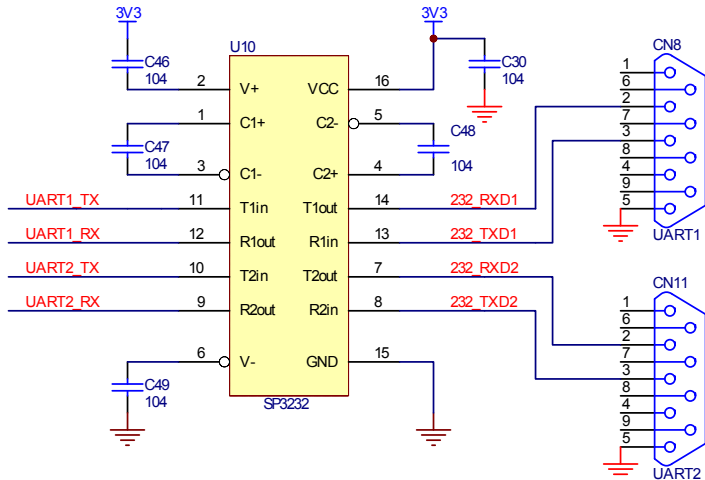 3V3
3V3
U10
CN8
C46
104
C30
104
2
V+
VCC
16
1
C1+
C2-
5
C47
104
C48
104
3
C1-
C2+
4
UART1_TX
11
T1in
T1out
14
232_RXD1
UART1_RX
12
R1out
R1in
13
232_TXD1
UART2_TX
10
T2in
T2out
7
232_RXD2
UART2_RX
9
R2out
R2in
8
232_TXD2
6
V-
GND
15
C49
104
SP3232
1
6
2
7
3
8
4
9
5
UART1
CN11
1
6
2
7
3
8
4
9
5
UART2